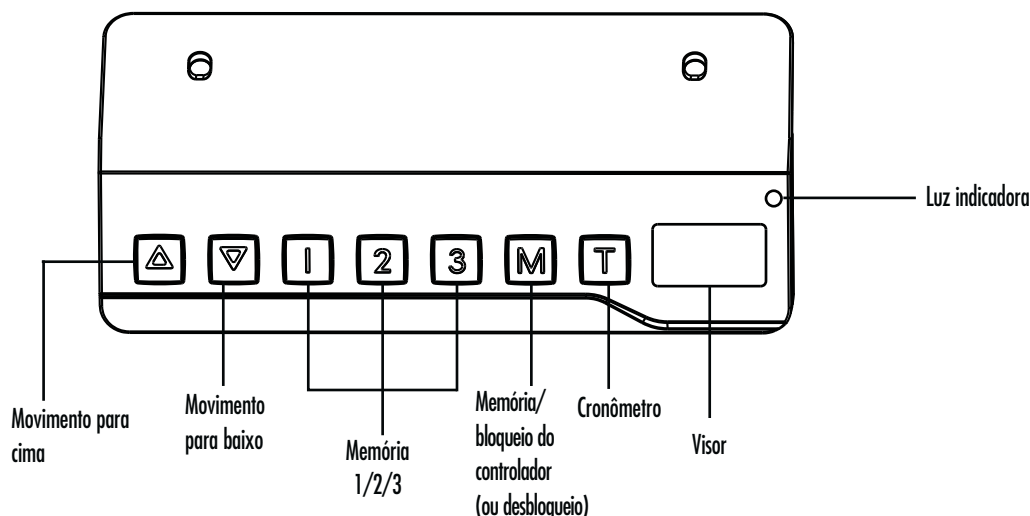 Luz indicadora
1 2 3 M T
Movimento para
cima
Movimento
para baixo
Memória
1/2/3
Memória/
bloqueio do
controlador
(ou desbloqueio)
Cronômetro
Visor